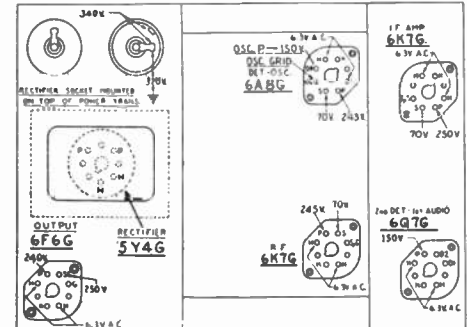 340V.
310V.
RECTIFIER SOCKET MOUNTED
ON TOP OF POWER TRANS.
P O O P
H
H
RECTIFIER
5Y4G
OUTPUT
6F6G
240V.
250V
6.3V A.C.
6.3V A.C.
OSC. P.—150V.
OSC GRID
DET-OSC.
6A8G
70V 245V.
I F AMP
6K7G
6.3V A.C.
70V 250V
245V. 70V
R F
6K7G
6.3V A.C.
2ND DET-1ST AUDIO
6Q7G
150V
6.3V A.C.